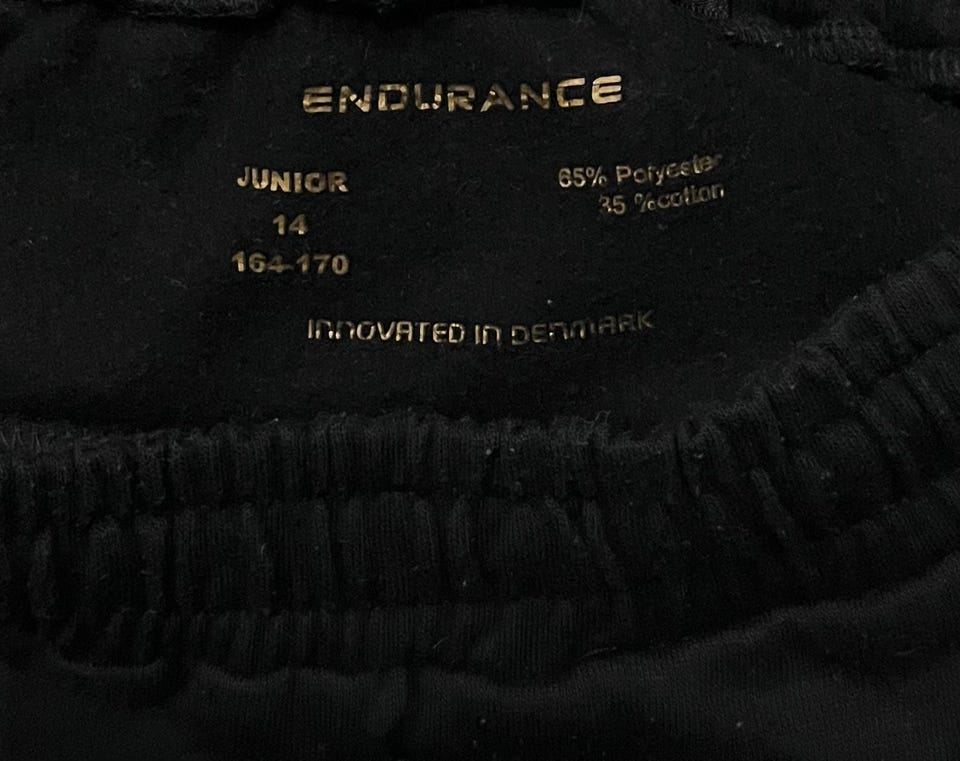 ENDURANCE
JUNIOR
14
164-170
65% Polyester
35 %cotton
INNOVATED IN DENMARK